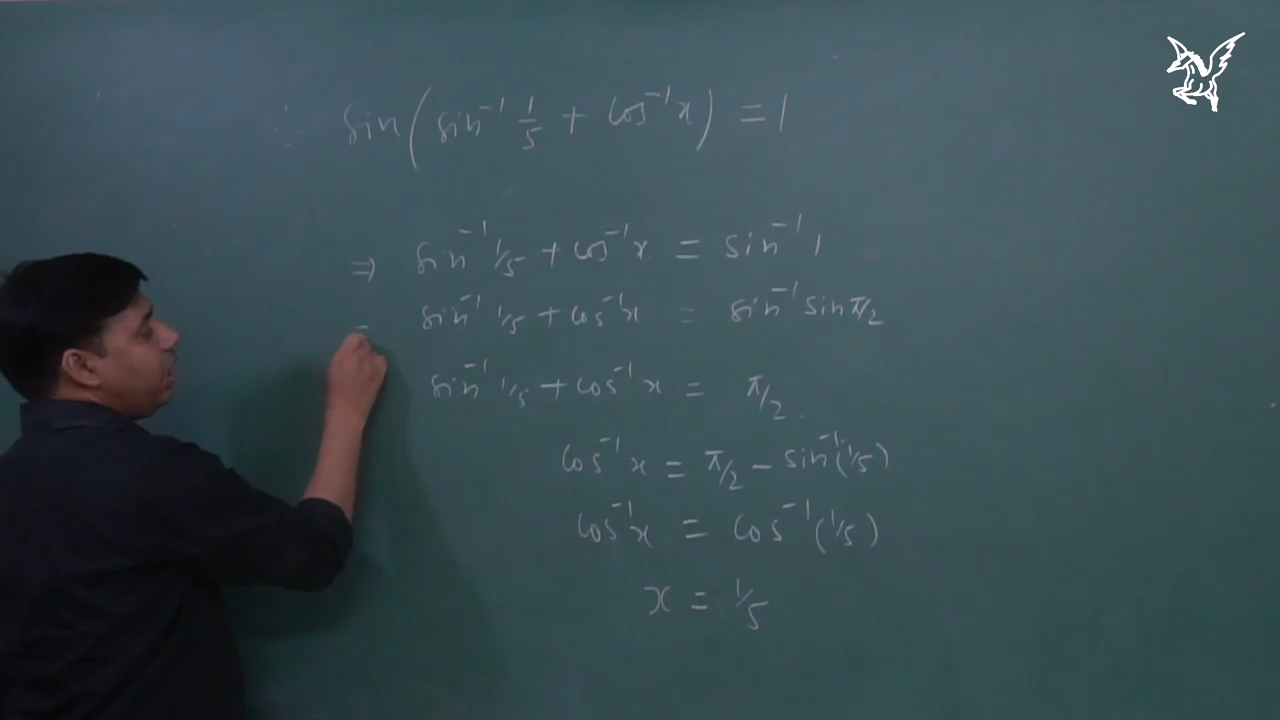 sin(sin⁻¹ 1/5 + cos⁻¹x) = 1
⇒ sin⁻¹ 1/5 + cos⁻¹x = sin⁻¹ 1
sin⁻¹ 1/5 + cos⁻¹x = sin⁻¹ sin π/2
sin⁻¹ 1/5 + cos⁻¹ x = π/2.
cos⁻¹ x = π/2 − sin⁻¹(1/5)
cos⁻¹x = cos⁻¹(1/5)
x = 1/5